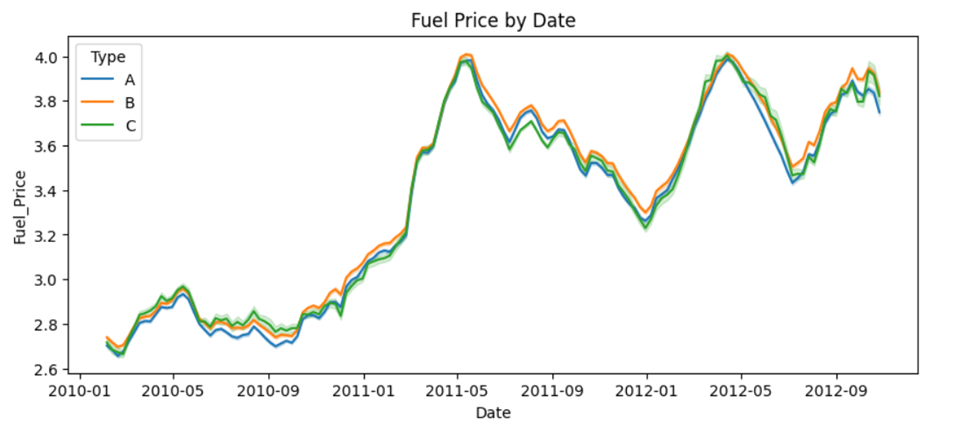 Fuel Price by Date
Type
A
B
C
Fuel_Price
4.0
3.8
3.6
3.4
3.2
3.0
2.8
2.6
2010-01 2010-05 2010-09 2011-01 2011-05 2011-09 2012-01 2012-05 2012-09
Date